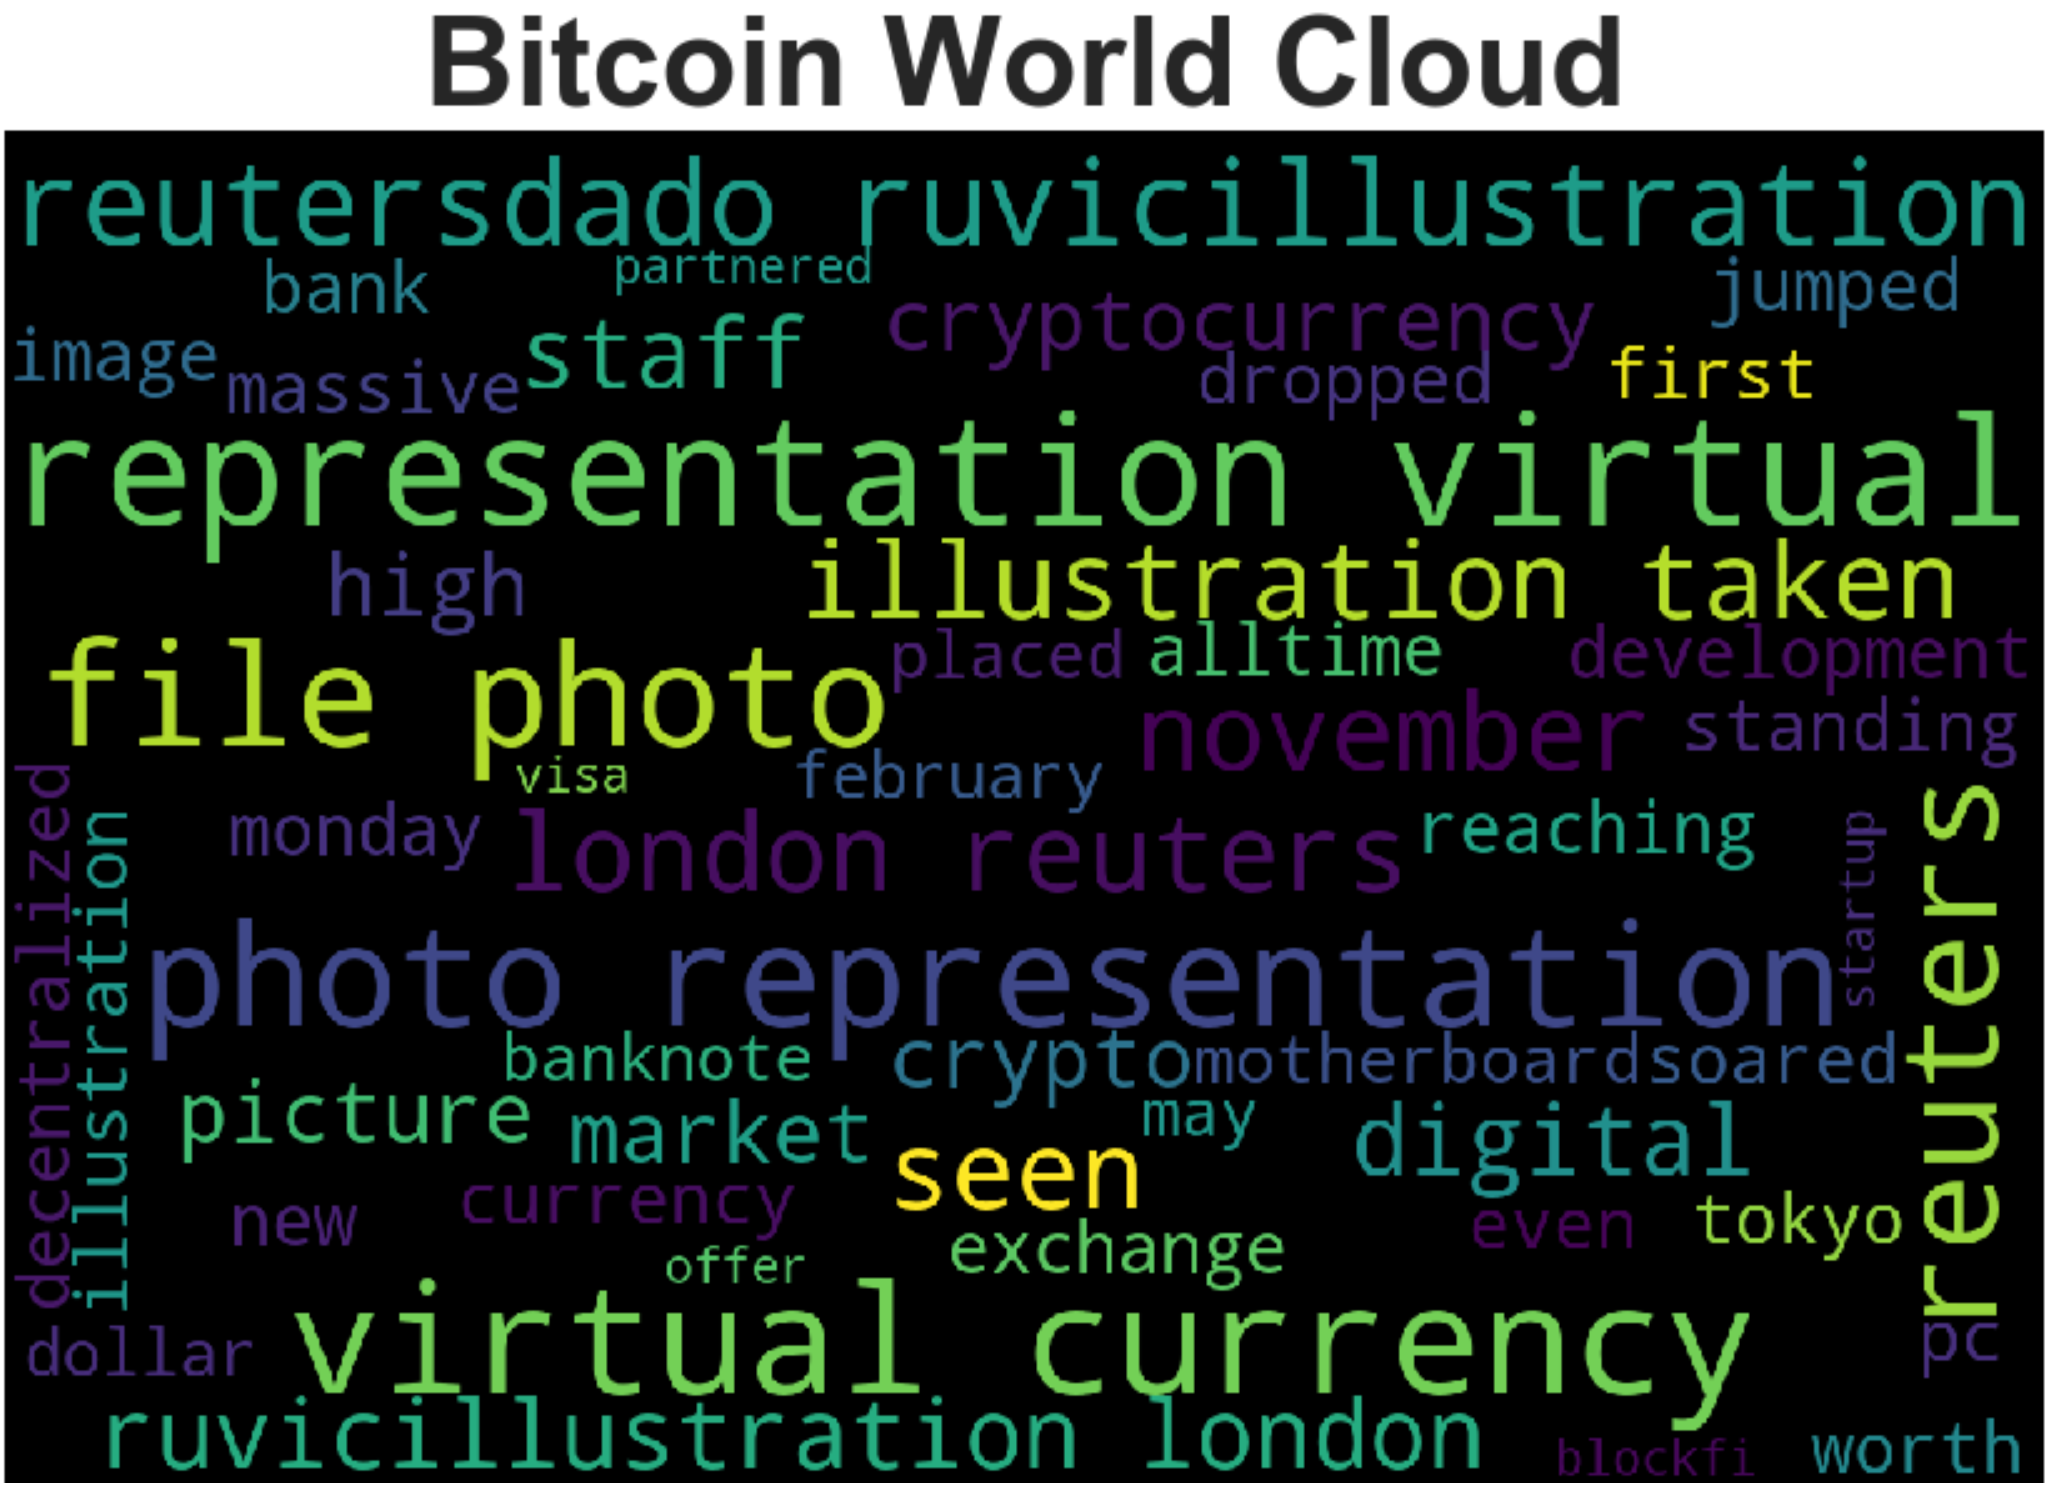 Bitcoin World Cloud
reutersdado ruvicillustration
bank
partnered
cryptocurrency
jumped
image
massive
staff
dropped
first
representation virtual
high
illustration taken
file photo
placed
alltime
development
november
standing
visa
february
decentralized
illustration
monday
london reuters
reaching
startup
reuters
photo representation
banknote
crypto
motherboard
soared
picture
market
may
digital
seen
new
currency
even
tokyo
offer
exchange
virtual currency
dollar
pc
ruvicillustration london
blockfi
worth